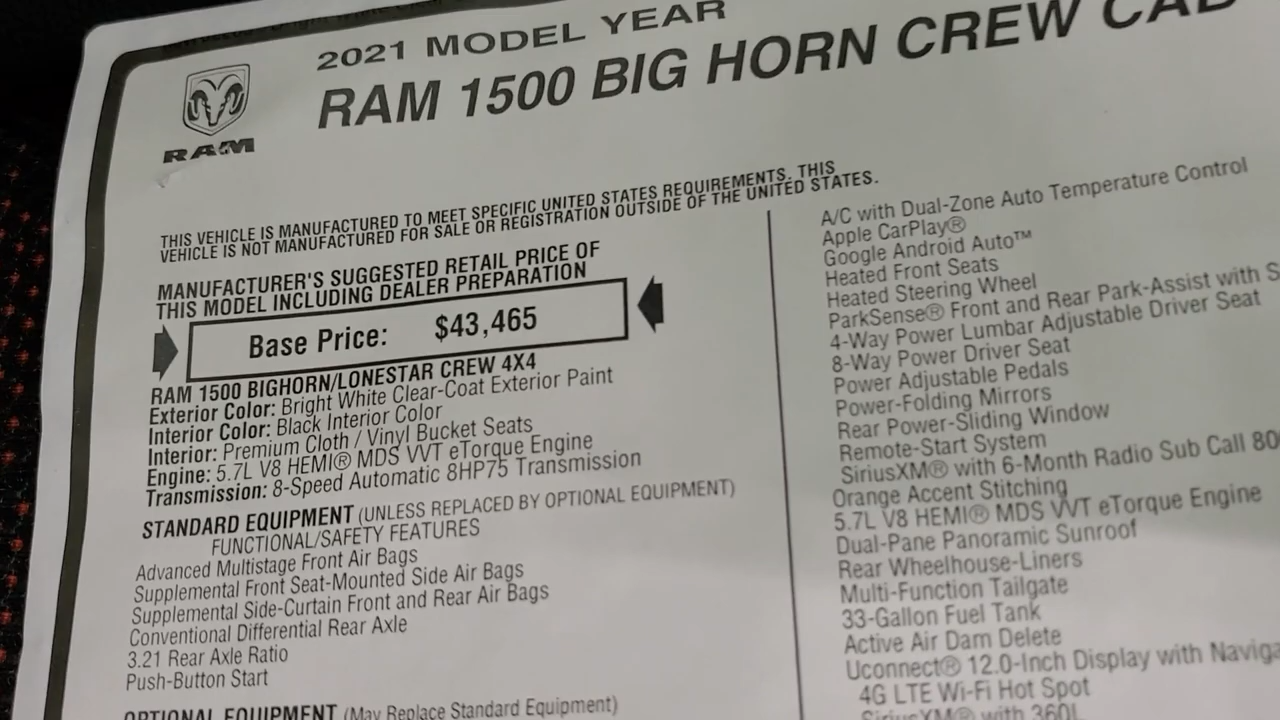 2021 MODEL YEAR
RAM 1500 BIG HORN CREW CAB
RAM
THIS VEHICLE IS MANUFACTURED TO MEET SPECIFIC UNITED STATES REQUIREMENTS. THIS
VEHICLE IS NOT MANUFACTURED FOR SALE OR REGISTRATION OUTSIDE OF THE UNITED STATES.
MANUFACTURER'S SUGGESTED RETAIL PRICE OF
THIS MODEL INCLUDING DEALER PREPARATION
Base Price: $43,465
RAM 1500 BIGHORN/LONESTAR CREW 4X4
Exterior Color: Bright White Clear-Coat Exterior Paint
Interior Color: Black Interior Color
Interior: Premium Cloth / Vinyl Bucket Seats
Engine: 5.7L V8 HEMI® MDS VVT eTorque Engine
Transmission: 8-Speed Automatic 8HP75 Transmission
STANDARD EQUIPMENT (UNLESS REPLACED BY OPTIONAL EQUIPMENT)
FUNCTIONAL/SAFETY FEATURES
Advanced Multistage Front Air Bags
Supplemental Front Seat-Mounted Side Air Bags
Supplemental Side-Curtain Front and Rear Air Bags
Conventional Differential Rear Axle
3.21 Rear Axle Ratio
Push-Button Start
OPTIONAL EQUIPMENT (May Replace Standard Equipment)
A/C with Dual-Zone Auto Temperature Control
Apple CarPlay®
Google Android Auto™
Heated Front Seats
Heated Steering Wheel
ParkSense® Front and Rear Park-Assist with S
4-Way Power Lumbar Adjustable Driver Seat
8-Way Power Driver Seat
Power Adjustable Pedals
Power-Folding Mirrors
Rear Power-Sliding Window
Remote-Start System
SiriusXM® with 6-Month Radio Sub Call 80
Orange Accent Stitching
5.7L V8 HEMI® MDS VVT eTorque Engine
Dual-Pane Panoramic Sunroof
Rear Wheelhouse-Liners
Multi-Function Tailgate
33-Gallon Fuel Tank
Active Air Dam Delete
Uconnect® 12.0-Inch Display with Naviga
4G LTE Wi-Fi Hot Spot
SiriusXM® with 360L